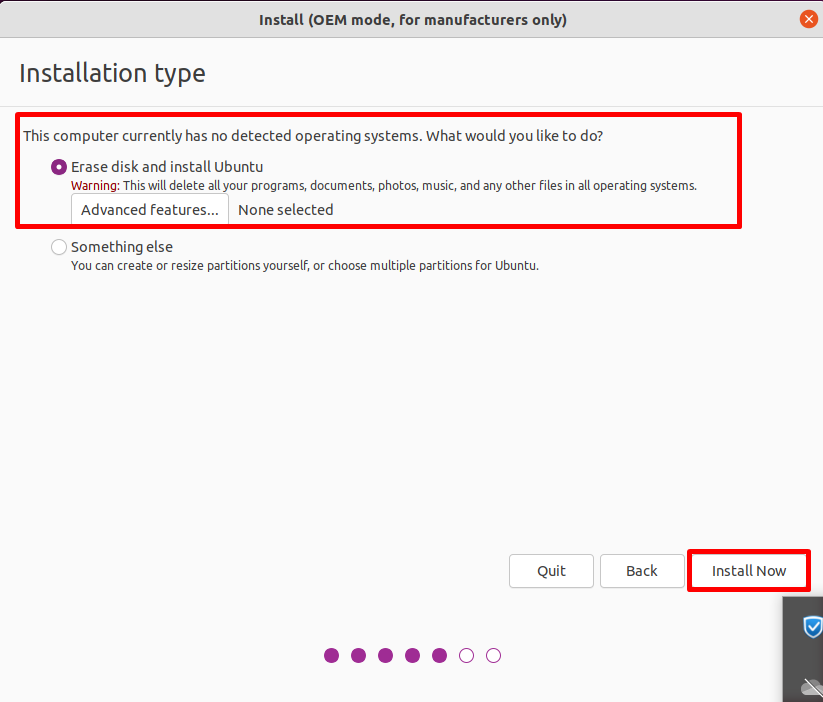 Install (OEM mode, for manufacturers only)
Installation type
This computer currently has no detected operating systems. What would you like to do?
Erase disk and install Ubuntu
Warning: This will delete all your programs, documents, photos, music, and any other files in all operating systems.
Advanced features... None selected
Something else
You can create or resize partitions yourself, or choose multiple partitions for Ubuntu.
Quit Back Install Now